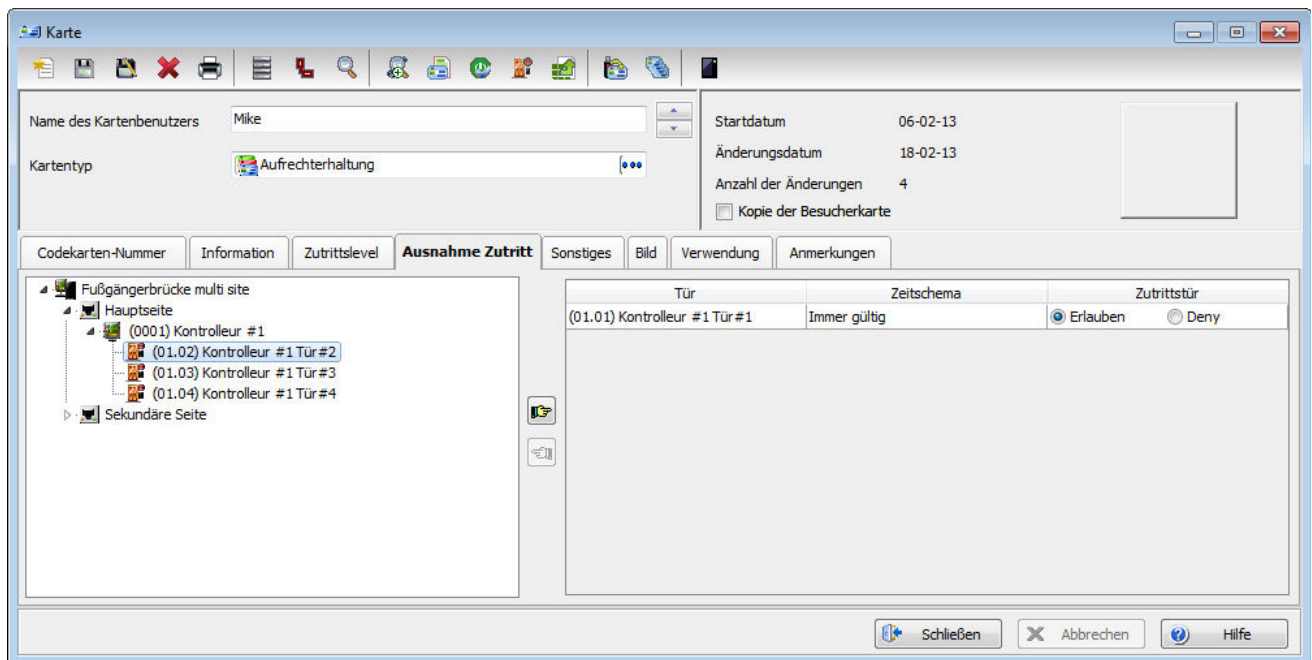 Karte
Name des Kartenbenutzers Mike
Kartentyp Aufrechterhaltung
Startdatum 06-02-13
Änderungsdatum 18-02-13
Anzahl der Änderungen 4
Kopie der Besucherkarte
Codekarten-Nummer Information Zutrittslevel Ausnahme Zutritt Sonstiges Bild Verwendung Anmerkungen
Fußgängerbrücke multi site
Hauptseite
(0001) Kontrolleur #1
(01.02) Kontrolleur #1 Tür#2
(01.03) Kontrolleur #1 Tür#3
(01.04) Kontrolleur #1 Tür#4
Sekundäre Seite
Tür Zeitschema Zutrittstür
(01.01) Kontrolleur #1 Tür#1 Immer gültig Erlauben Deny
Schließen Abbrechen Hilfe